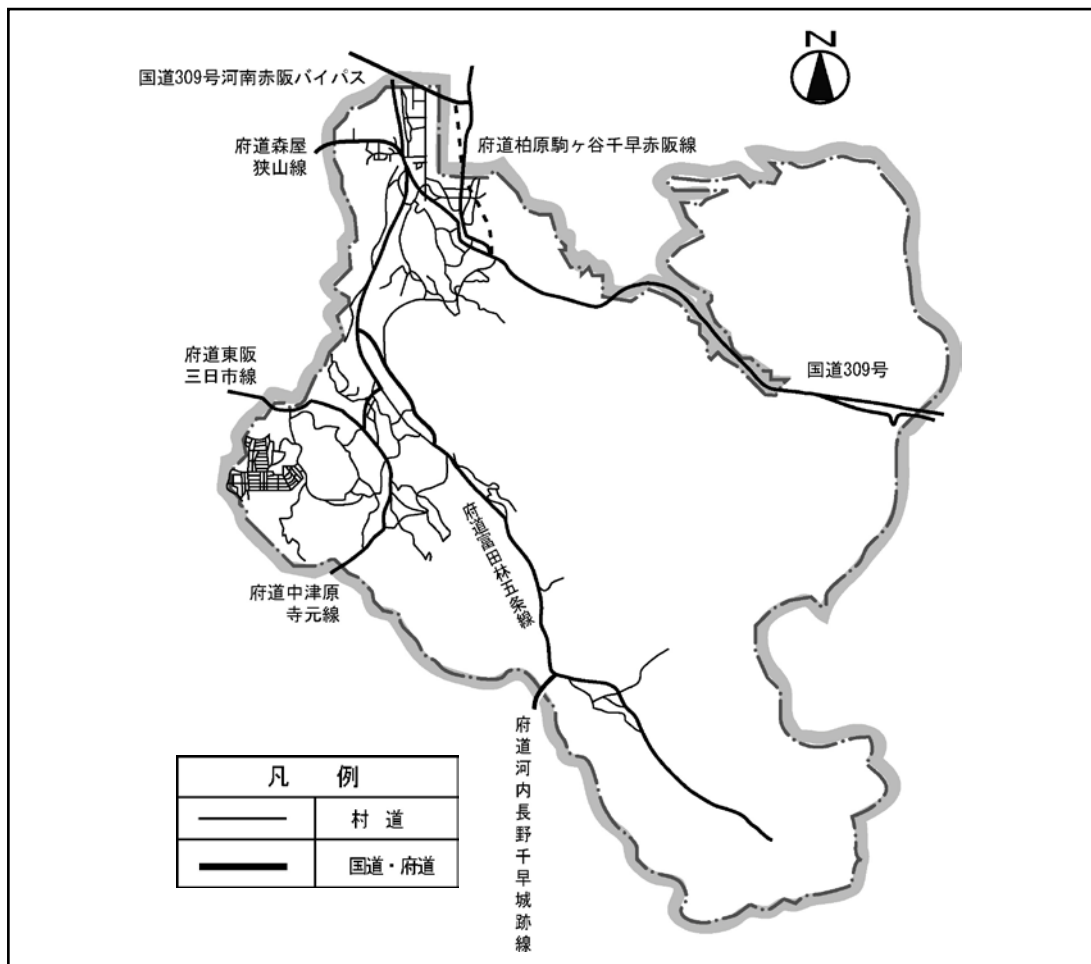 N
国道309号河南赤阪バイパス
府道森屋
狭山線
府道柏原駒ヶ谷千早赤阪線
府道東阪
三日市線
国道309号
府道富田林五条線
府道中津原
寺元線
府道河内長野千早城跡線
凡 例
村 道
国道・府道